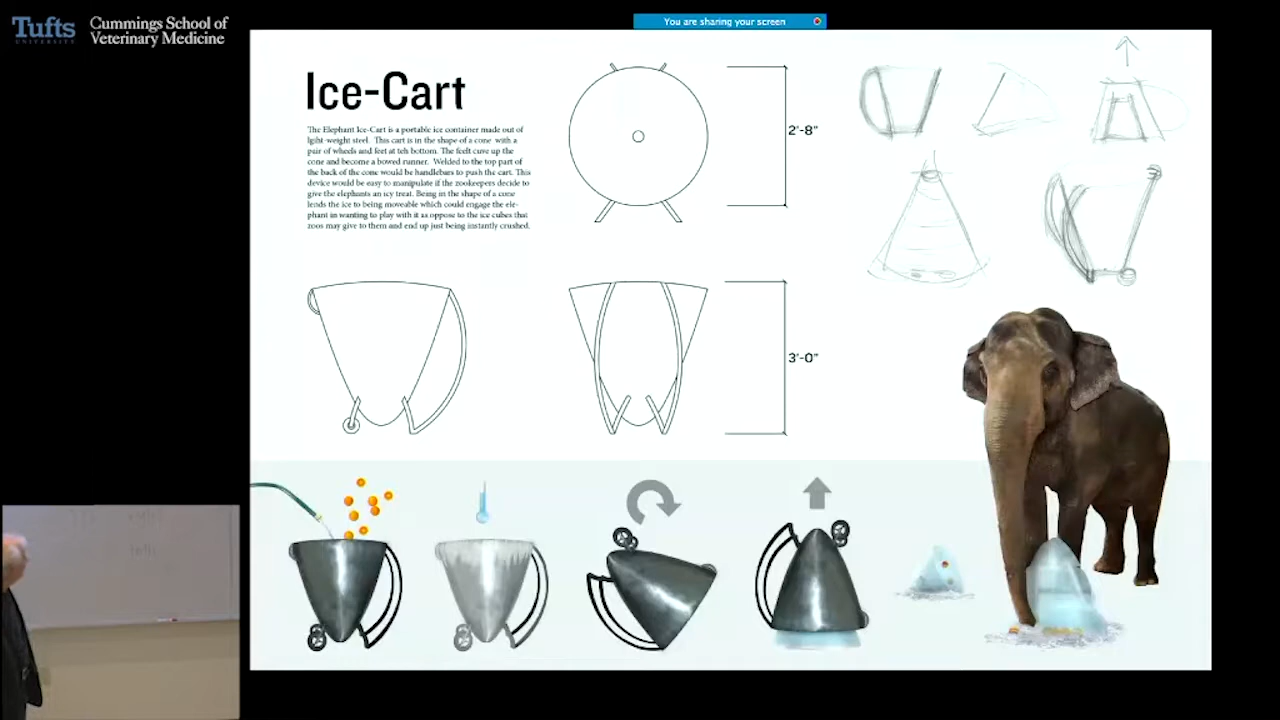 Tufts
UNIVERSITY
Cummings School of
Veterinary Medicine
You are sharing your screen
Ice-Cart
The Elephant Ice-Cart is a portable ice container made out of
light-weight steel. This cart is in the shape of a cone with a
pair of wheels and feet at teh bottom. The feelt cuve up the
cone and become a bowed runner. Welded to the top part of
the back of the cone would be handlebars to push the cart. This
device would be easy to manipulate if the zookeepers decide to
give the elephants an icy treat. Being in the shape of a cone
lends the ice to being moveable which could engage the ele-
phant in wanting to play with it as oppose to the ice cubes that
zoos may give to them and end up just being instantly crushed.
2'-8"
3'-0"